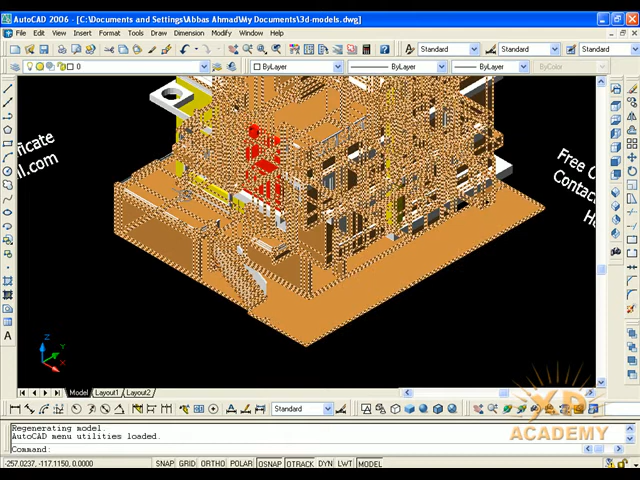 AutoCAD 2006 - [C:\Documents and Settings\Abbas Ahmad\My Documents\3d-models.dwg]
File Edit View Insert Format Tools Draw Dimension Modify Window Help
Standard Standard Standard
0 ByLayer ByLayer ByLayer ByColor
ficate
il.com
Free
Contac
Z
Y
X
Model Layout1 Layout2
Standard
Regenerating model.
AutoCAD menu utilities loaded.
Command:
-257.0237, -117.1150, 0.0000 SNAP GRID ORTHO POLAR OSNAP OTRACK DYN LWT MODEL
XD
ACADEMY